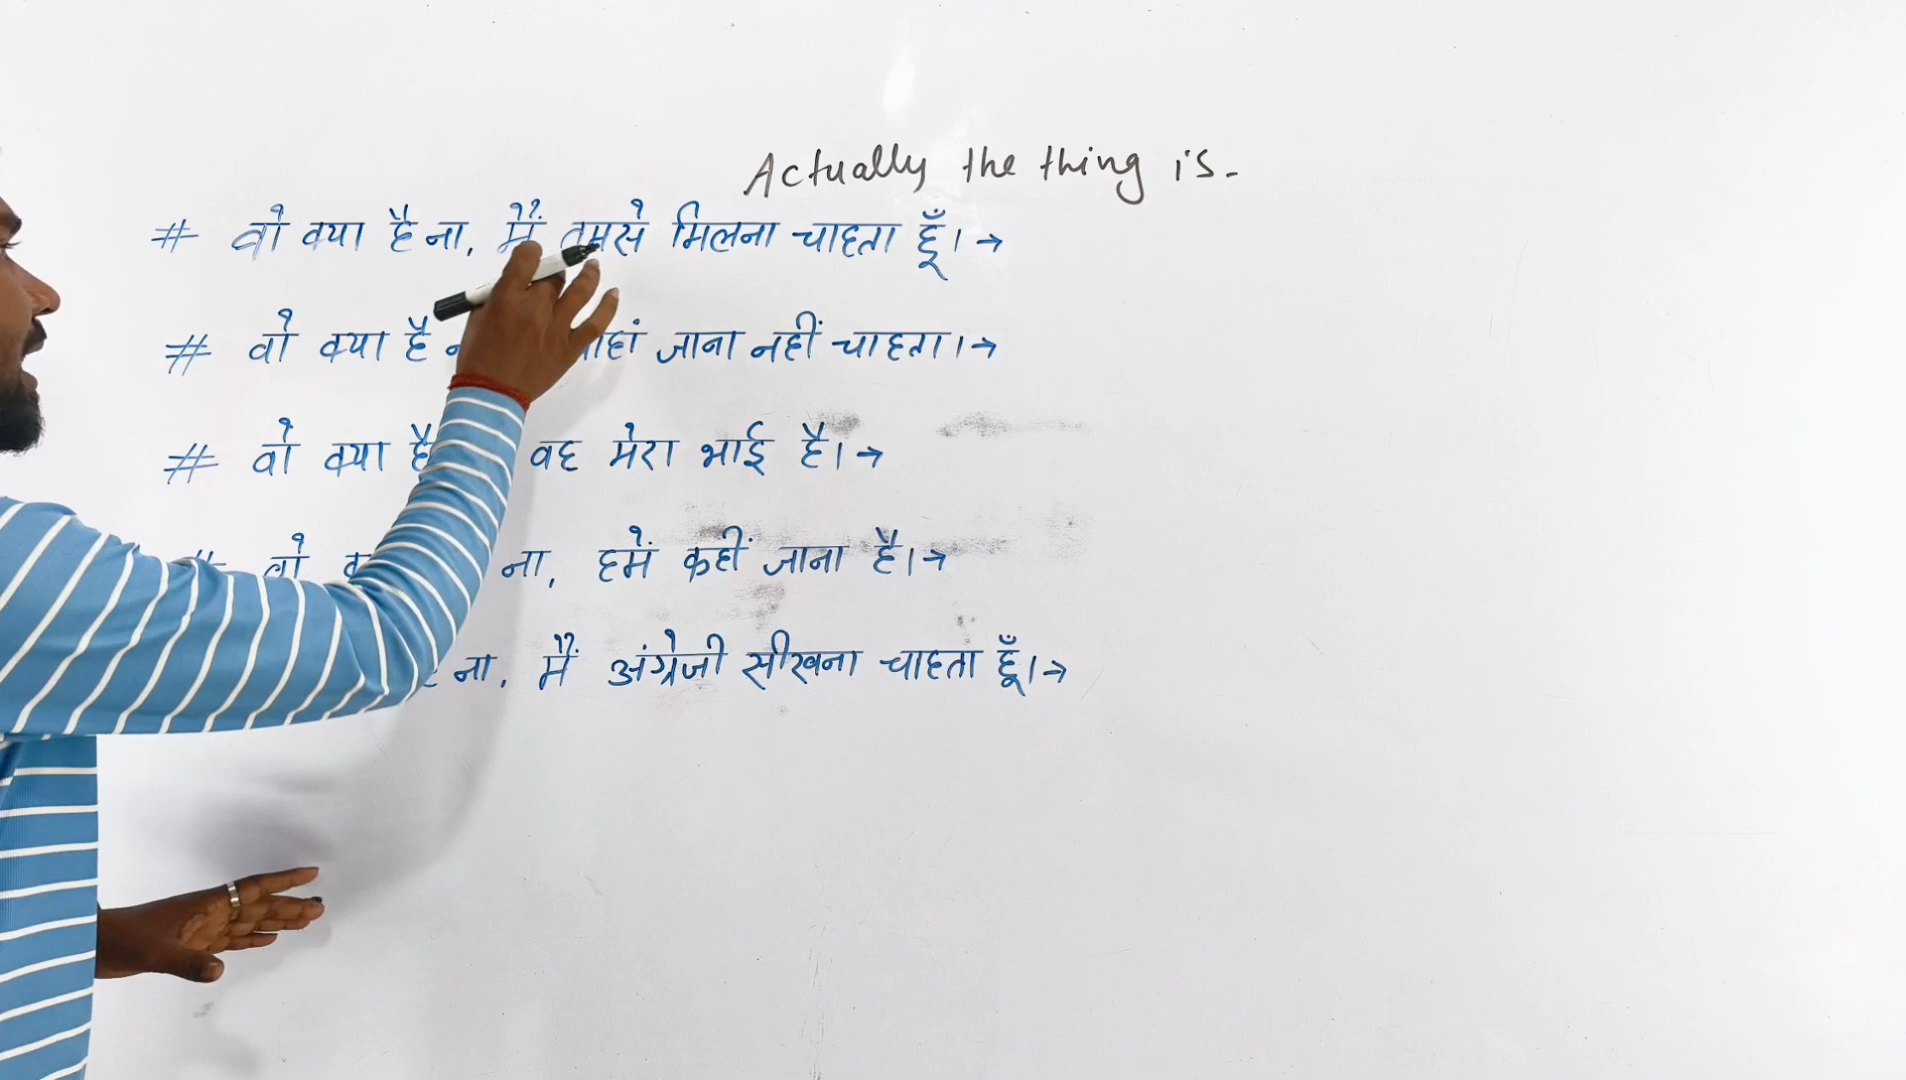 Actually the thing is -
# वो क्या है ना, मैं तुमसे मिलना चाहता हूँ। →
# वो क्या है जाना नहीं चाहता। →
# वो क्या है वह मेरा भाई है। →
# वो ना, हमें कहीं जाना है। →
ना, मैं अंग्रेजी सीखना चाहता हूँ। →